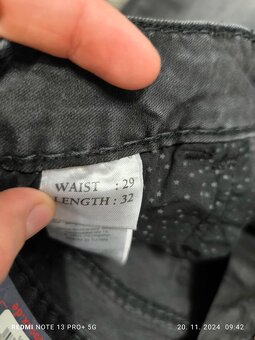 WAIST : 29
LENGTH : 32
REDMI NOTE 13 PRO+ 5G
20. 11. 2024 09:42